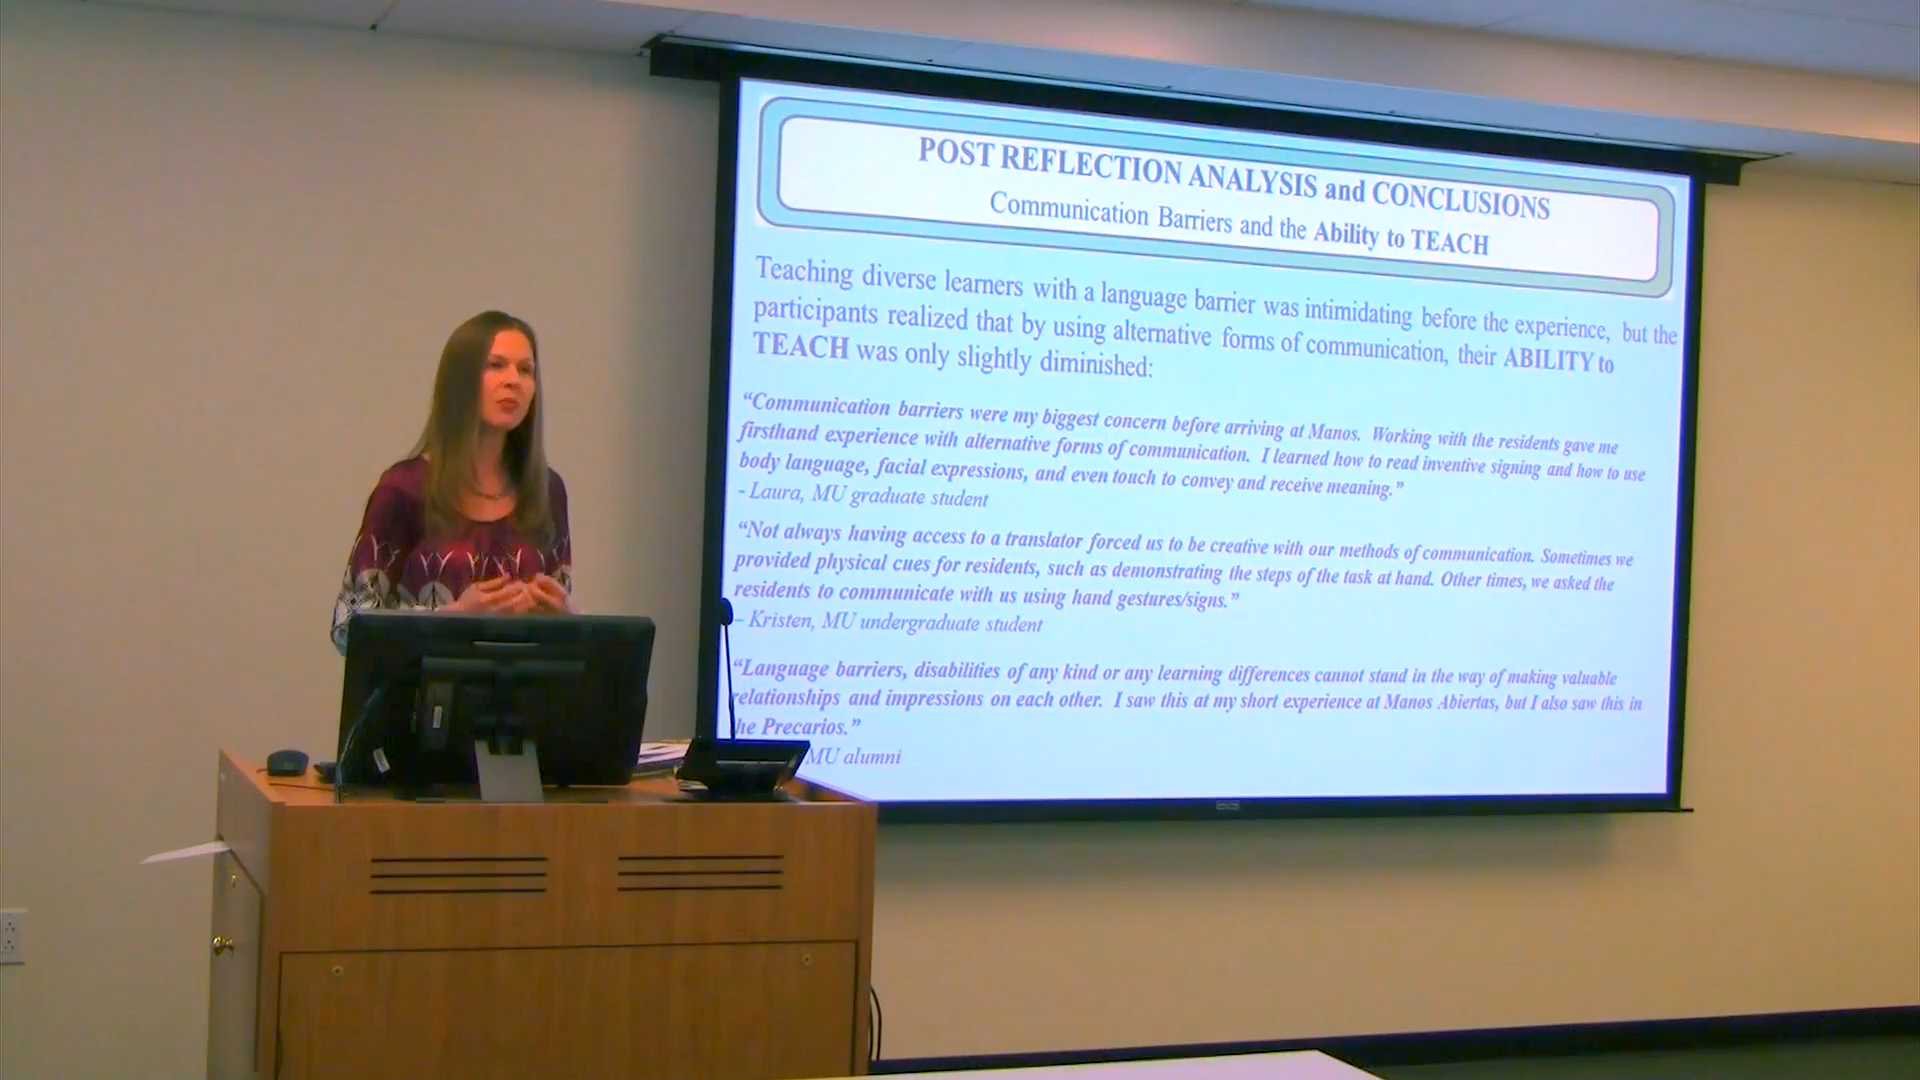 POST REFLECTION ANALYSIS and CONCLUSIONS
Communication Barriers and the Ability to TEACH
Teaching diverse learners with a language barrier was intimidating before the experience, but the
participants realized that by using alternative forms of communication, their ABILITY to
TEACH was only slightly diminished:
“Communication barriers were my biggest concern before arriving at Manos. Working with the residents gave me
firsthand experience with alternative forms of communication. I learned how to read inventive signing and how to use
body language, facial expressions, and even touch to convey and receive meaning.”
- Laura, MU graduate student
“Not always having access to a translator forced us to be creative with our methods of communication. Sometimes we
provided physical cues for residents, such as demonstrating the steps of the task at hand. Other times, we asked the
residents to communicate with us using hand gestures/signs.”
– Kristen, MU undergraduate student
“Language barriers, disabilities of any kind or any learning differences cannot stand in the way of making valuable
relationships and impressions on each other. I saw this at my short experience at Manos Abiertas, but I also saw this in
the Precarios.”
MU alumni